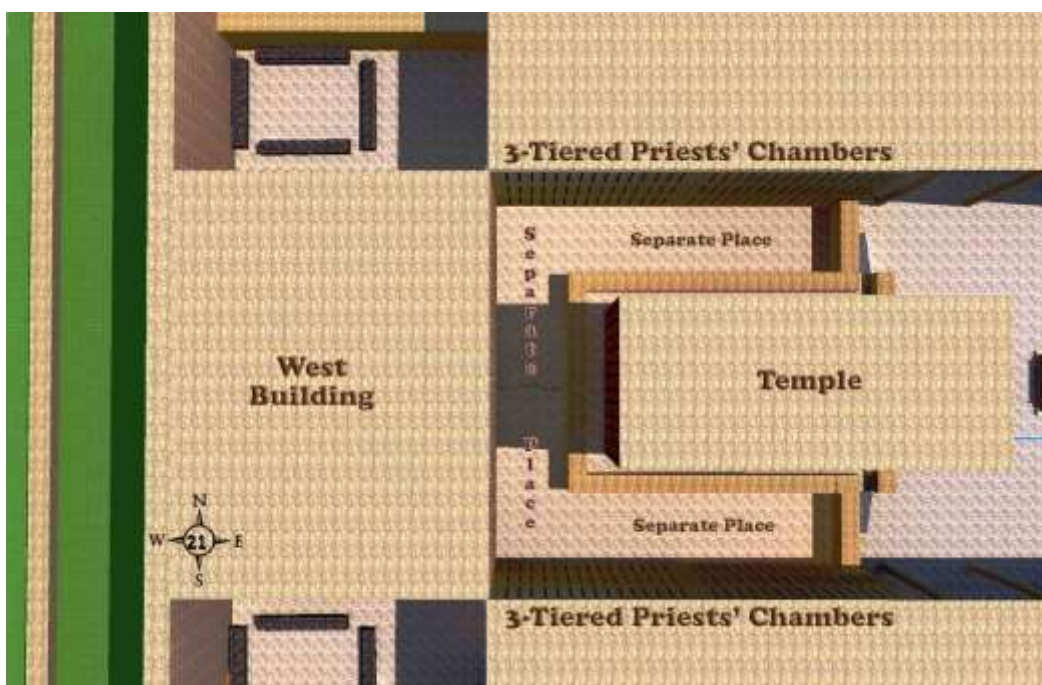 3-Tiered Priests' Chambers
Separate Place
Separate Place
West
Building
Temple
N
W 21 E
S
Separate Place
3-Tiered Priests' Chambers